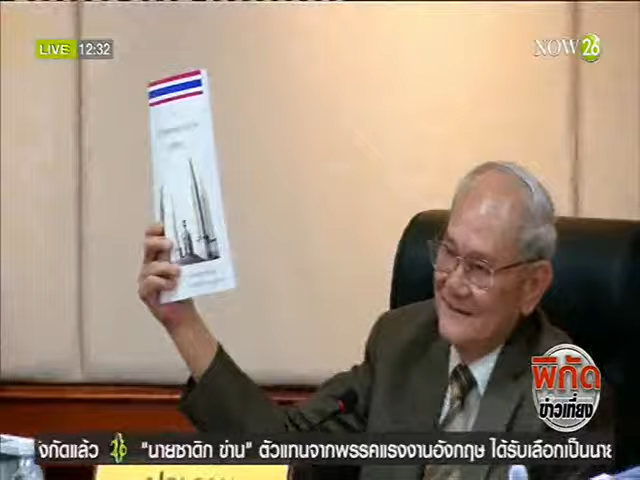 LIVE 12:32
NOW26
พิกัด
ข่าวเที่ยง
งกัดแล้ว 26 "นายซาดิก ข่าน" ตัวแทนจากพรรคแรงงานอังกฤษ ได้รับเลือกเป็นนาย